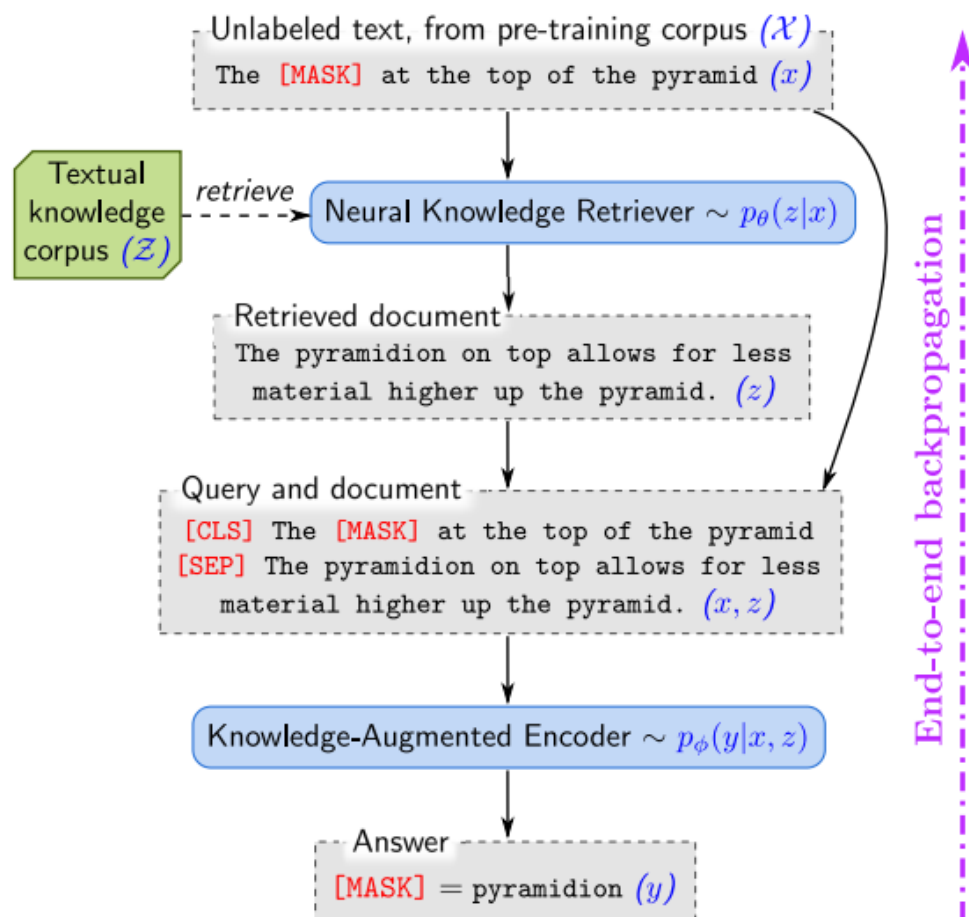 Unlabeled text, from pre-training corpus (𝒳)
The [MASK] at the top of the pyramid (x)
Textual
knowledge
corpus (𝒵)
retrieve
Neural Knowledge Retriever ∼ pθ(z|x)
Retrieved document
The pyramidion on top allows for less
material higher up the pyramid. (z)
Query and document
[CLS] The [MASK] at the top of the pyramid
[SEP] The pyramidion on top allows for less
material higher up the pyramid. (x, z)
Knowledge-Augmented Encoder ∼ pϕ(y|x, z)
Answer
[MASK] = pyramidion (y)
End-to-end backpropagation